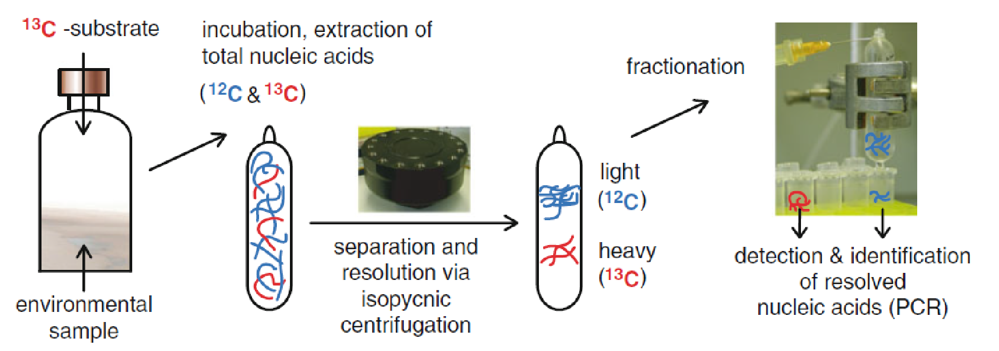 ¹³C -substrate
environmental
sample
incubation, extraction of
total nucleic acids
(¹²C & ¹³C)
separation and
resolution via
isopycnic
centrifugation
light
(¹²C)
heavy
(¹³C)
fractionation
detection & identification
of resolved
nucleic acids (PCR)